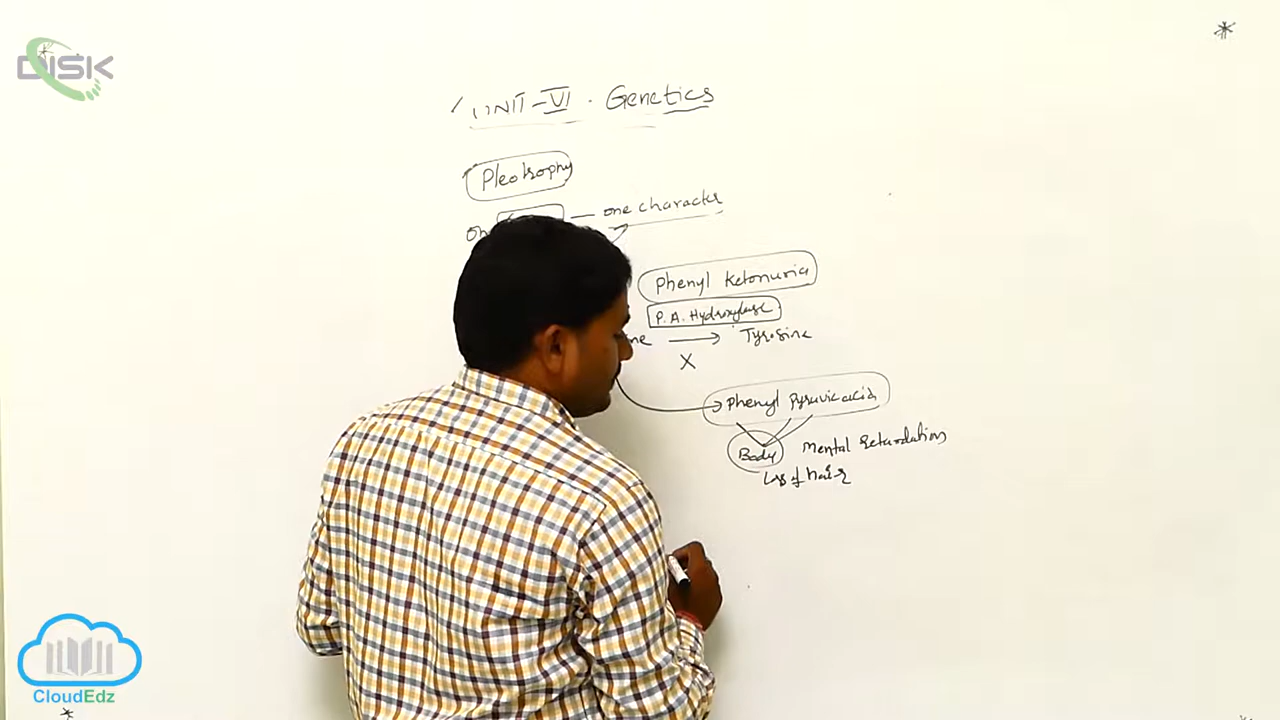 DISK
UNIT-VI. Genetics
Pleotrophy
one character
Phenyl Ketonuria
P.A. Hydroxylase
Tyrosine
X
Phenyl Pyruvic acid
Body Mental Retardation
Loss of hair
CloudEdz